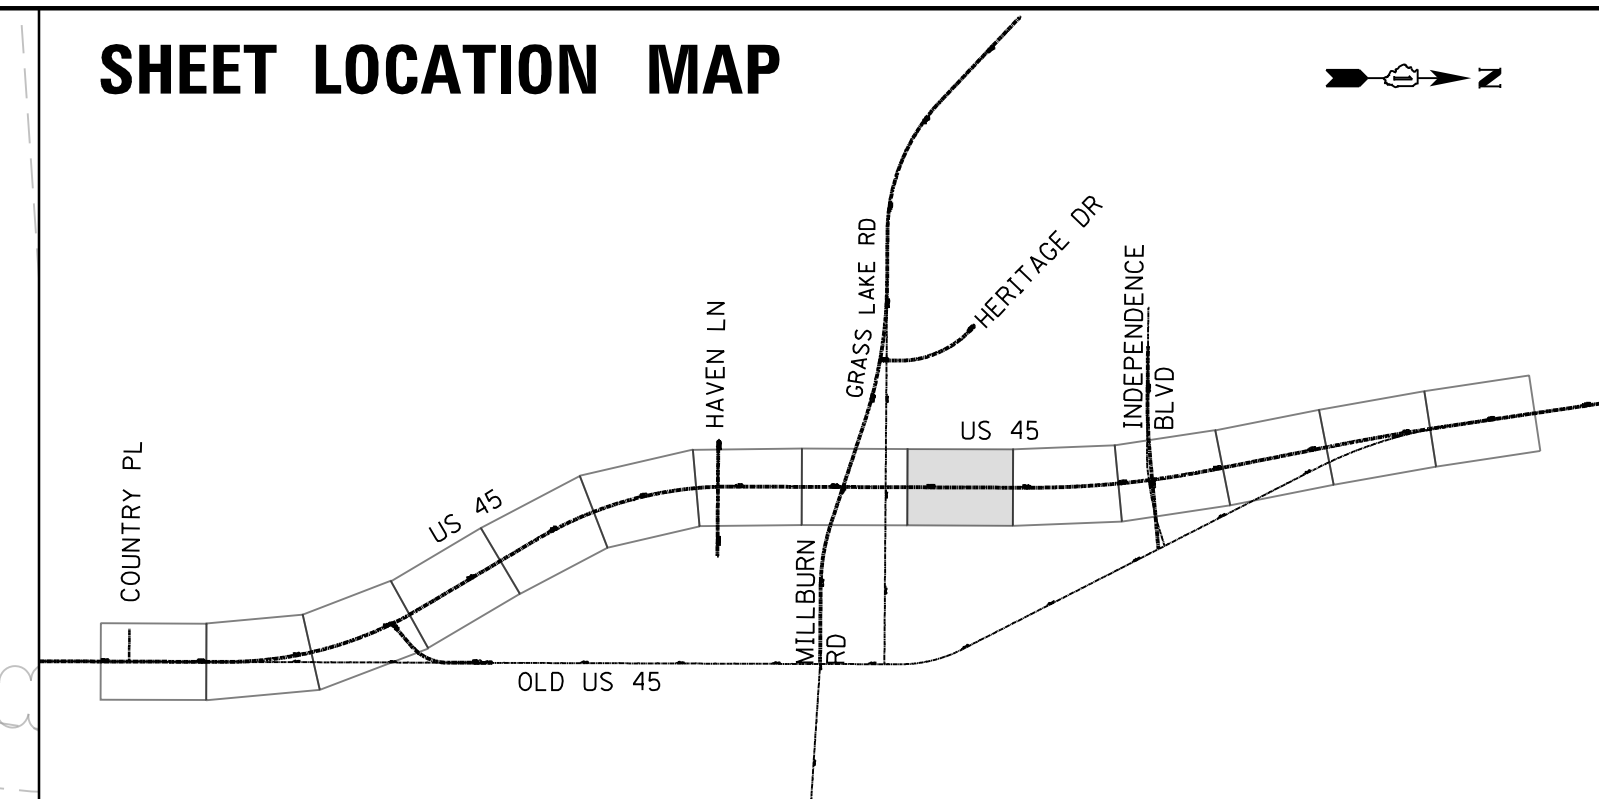 SHEET LOCATION MAP
N
HERITAGE DR
GRASS LAKE RD
INDEPENDENCE
BLVD
HAVEN LN
US 45
COUNTRY PL
US 45
MILLBURN
RD
OLD US 45